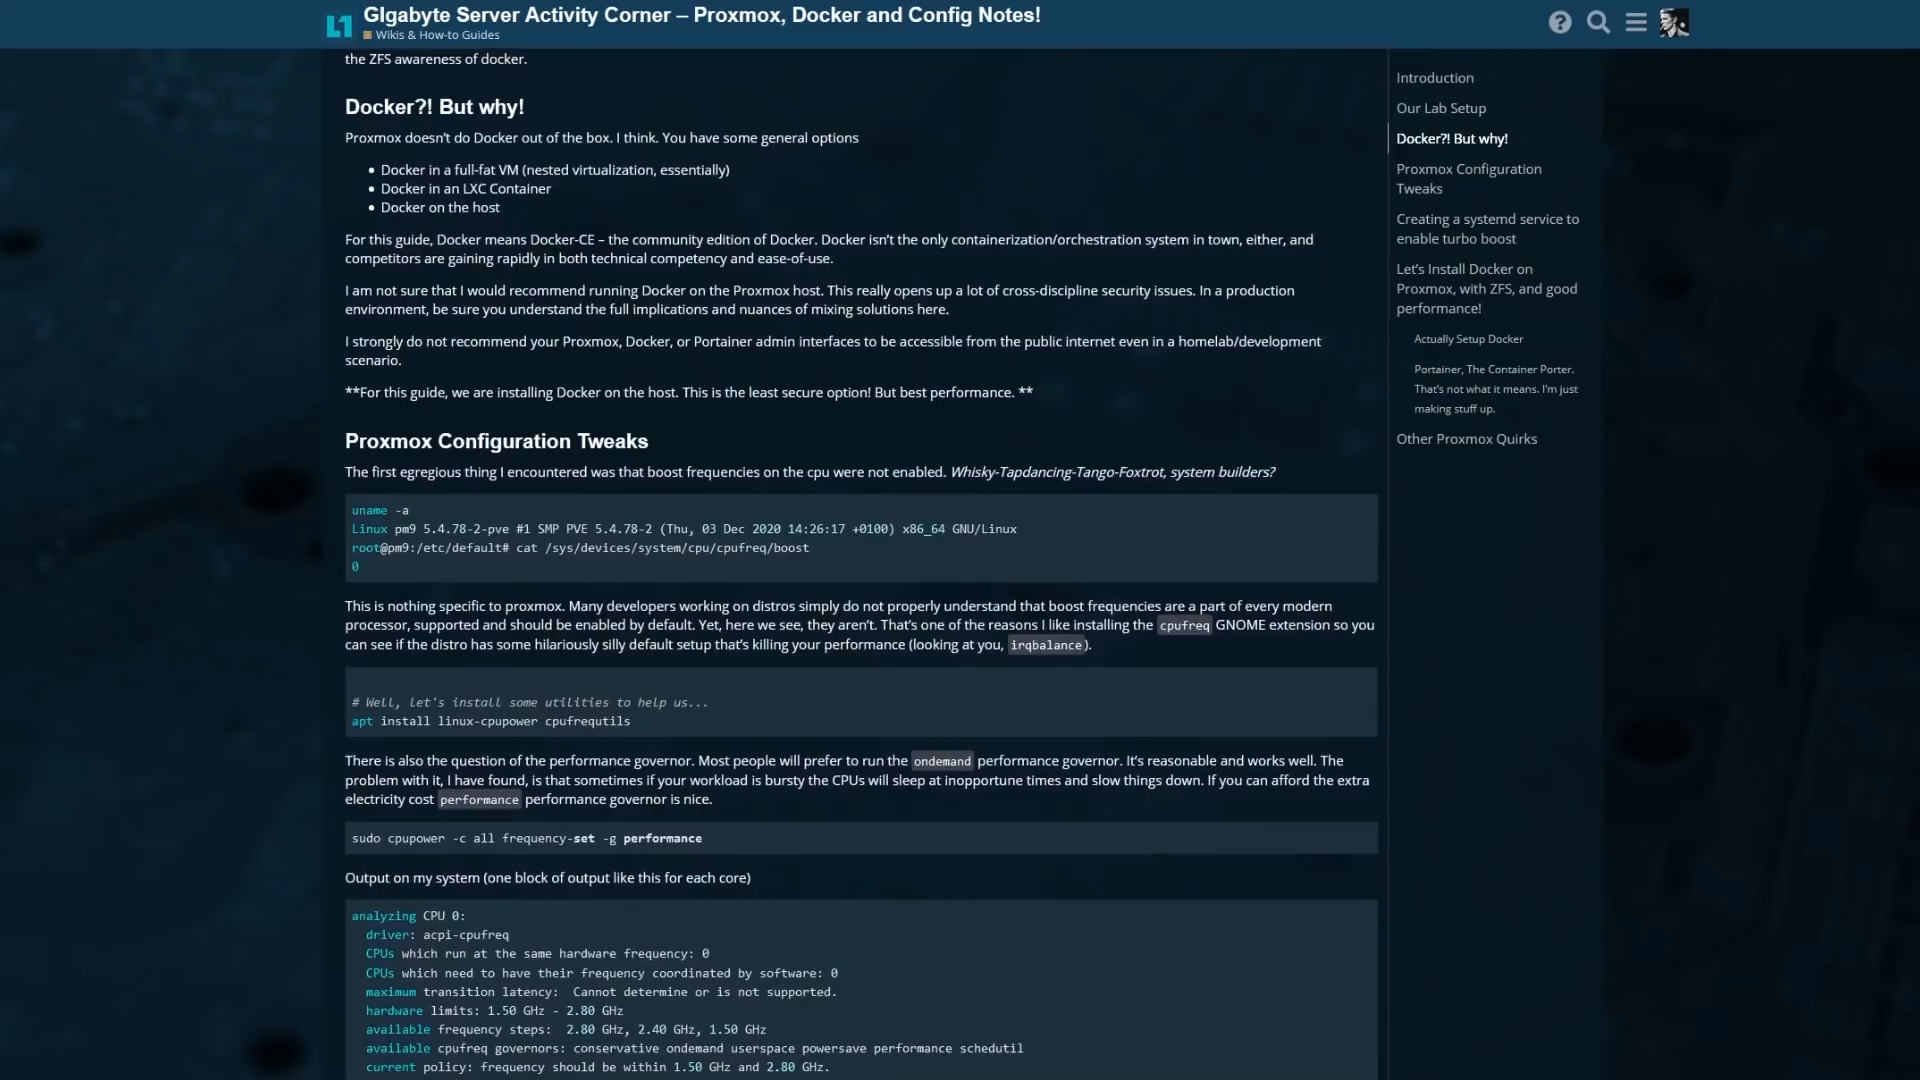 GIgabyte Server Activity Corner – Proxmox, Docker and Config Notes!
Wikis & How-to Guides
the ZFS awareness of docker.
Docker?! But why!
Proxmox doesn't do Docker out of the box. I think. You have some general options
• Docker in a full-fat VM (nested virtualization, essentially)
• Docker in an LXC Container
• Docker on the host
For this guide, Docker means Docker-CE – the community edition of Docker. Docker isn't the only containerization/orchestration system in town, either, and
competitors are gaining rapidly in both technical competency and ease-of-use.
I am not sure that I would recommend running Docker on the Proxmox host. This really opens up a lot of cross-discipline security issues. In a production
environment, be sure you understand the full implications and nuances of mixing solutions here.
I strongly do not recommend your Proxmox, Docker, or Portainer admin interfaces to be accessible from the public internet even in a homelab/development
scenario.
**For this guide, we are installing Docker on the host. This is the least secure option! But best performance. **
Proxmox Configuration Tweaks
The first egregious thing I encountered was that boost frequencies on the cpu were not enabled. Whisky-Tapdancing-Tango-Foxtrot, system builders?
uname -a
Linux pm9 5.4.78-2-pve #1 SMP PVE 5.4.78-2 (Thu, 03 Dec 2020 14:26:17 +0100) x86_64 GNU/Linux
root@pm9:/etc/default# cat /sys/devices/system/cpu/cpufreq/boost
0
This is nothing specific to proxmox. Many developers working on distros simply do not properly understand that boost frequencies are a part of every modern
processor, supported and should be enabled by default. Yet, here we see, they aren't. That's one of the reasons I like installing the cpufreq GNOME extension so you
can see if the distro has some hilariously silly default setup that's killing your performance (looking at you, irqbalance).
# Well, let's install some utilities to help us...
apt install linux-cpupower cpufrequtils
There is also the question of the performance governor. Most people will prefer to run the ondemand performance governor. It's reasonable and works well. The
problem with it, I have found, is that sometimes if your workload is bursty the CPUs will sleep at inopportune times and slow things down. If you can afford the extra
electricity cost performance performance governor is nice.
sudo cpupower -c all frequency-set -g performance
Output on my system (one block of output like this for each core)
analyzing CPU 0:
driver: acpi-cpufreq
CPUs which run at the same hardware frequency: 0
CPUs which need to have their frequency coordinated by software: 0
maximum transition latency:  Cannot determine or is not supported.
hardware limits: 1.50 GHz - 2.80 GHz
available frequency steps:  2.80 GHz, 2.40 GHz, 1.50 GHz
available cpufreq governors: conservative ondemand userspace powersave performance schedutil
current policy: frequency should be within 1.50 GHz and 2.80 GHz.
Introduction
Our Lab Setup
Docker?! But why!
Proxmox Configuration
Tweaks
Creating a systemd service to
enable turbo boost
Let's Install Docker on
Proxmox, with ZFS, and good
performance!
Actually Setup Docker
Portainer, The Container Porter.
That's not what it means. I'm just
making stuff up.
Other Proxmox Quirks